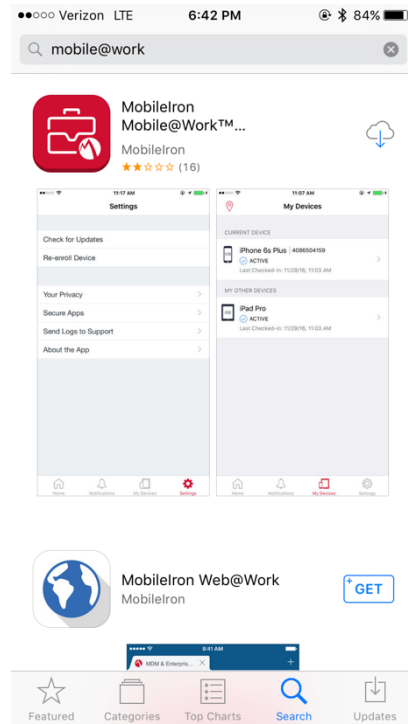 Verizon LTE 6:42 PM 84%
mobile@work
MobileIron
Mobile@Work™...
MobileIron
(16)
11:17 AM
Settings
Check for Updates
Re-enroll Device
Your Privacy
Secure Apps
Send Logs to Support
About the App
Home Notifications My Devices Settings
11:07 AM
My Devices
CURRENT DEVICE
iPhone 6s Plus | 4086504159
ACTIVE
Last Checked-in: 11/29/16, 11:03 AM
MY OTHER DEVICES
iPad Pro
ACTIVE
Last Checked-in: 11/29/16, 11:03 AM
Home Notifications My Devices Settings
MobileIron Web@Work
MobileIron
GET
9:41 AM
MDM & Enterpris...
Featured Categories Top Charts Search Updates